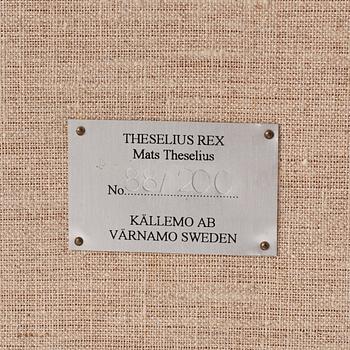 THESELIUS REX
Mats Theselius
No. 88/200
KÄLLEMO AB
VÄRNAMO SWEDEN